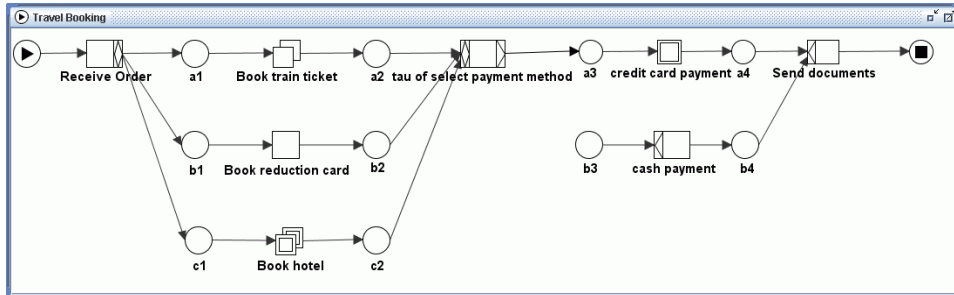 Travel Booking
Receive Order
a1
Book train ticket
a2
tau of select payment method
a3
credit card payment
a4
Send documents
b1
Book reduction card
b2
b3
cash payment
b4
c1
Book hotel
c2